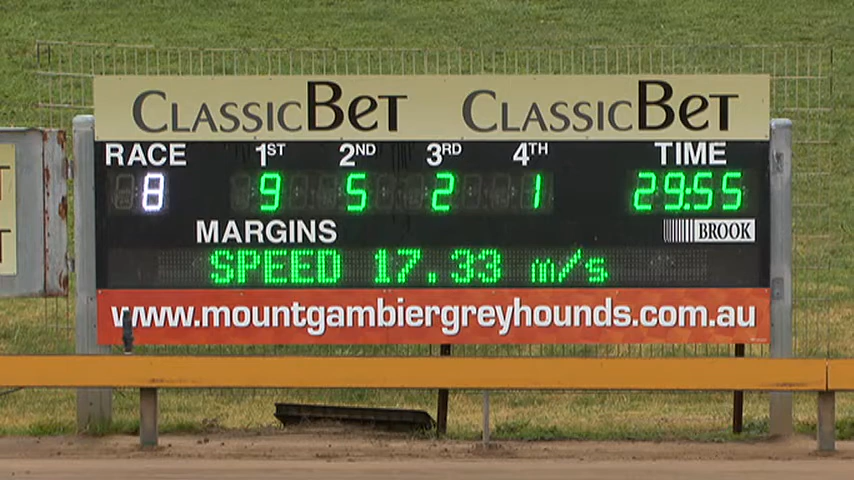 CLASSICBET CLASSICBET
RACE 1ST 2ND 3RD 4TH TIME
8 9 5 2 1 29:55
MARGINS BROOK
SPEED 17.33 m/s
www.mountgambiergreyhounds.com.au